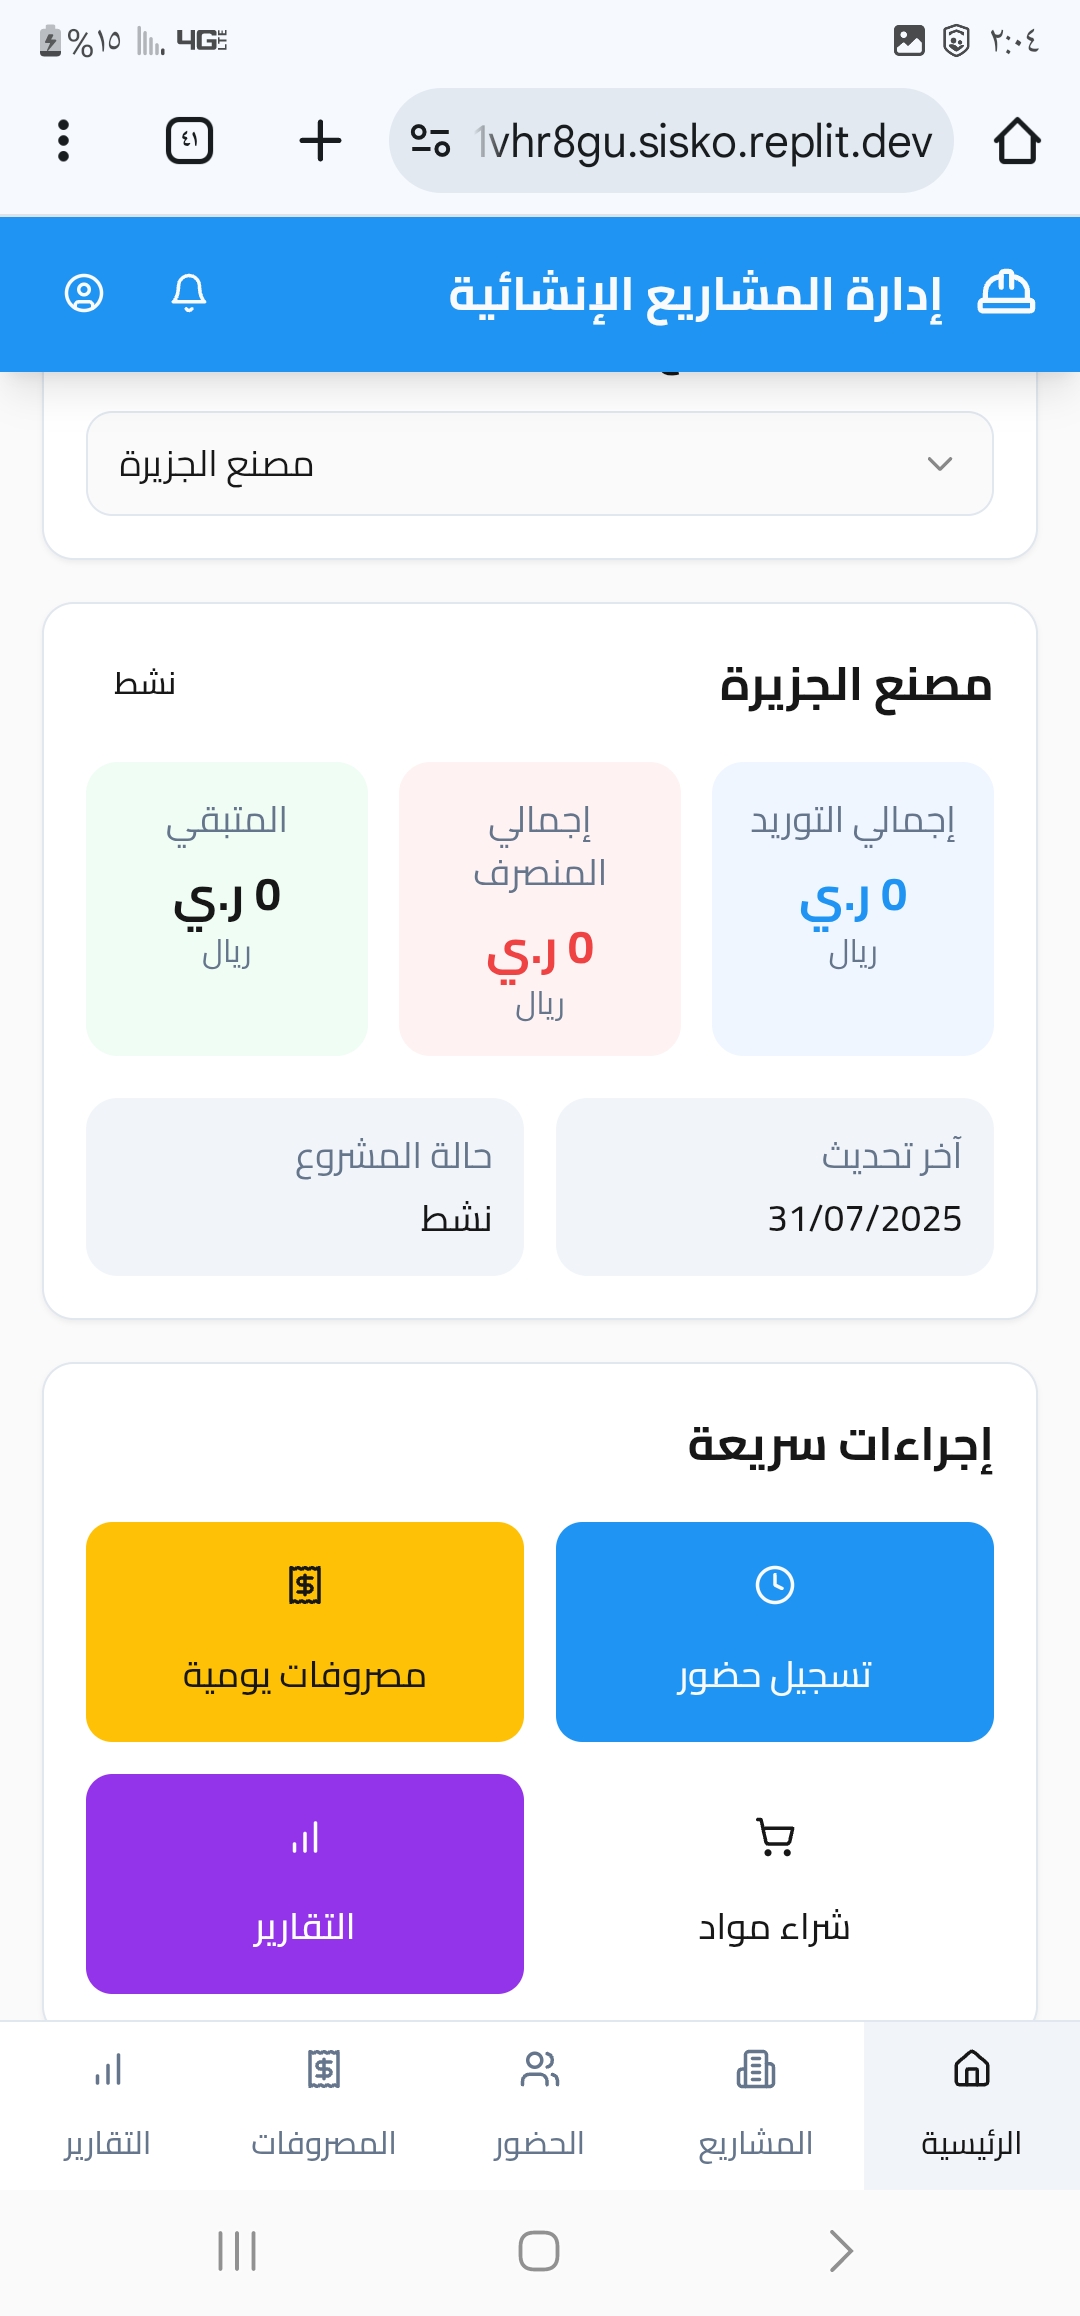 ٢:٠٤
4G LTE
%١٥
1vhr8gu.sisko.replit.dev
٤١
إدارة المشاريع الإنشائية
مصنع الجزيرة
مصنع الجزيرة
نشط
إجمالي التوريد
0 ر.ي
ريال
إجمالي
المنصرف
0 ر.ي
ريال
المتبقي
0 ر.ي
ريال
آخر تحديث
31/07/2025
حالة المشروع
نشط
إجراءات سريعة
تسجيل حضور
مصروفات يومية
شراء مواد
التقارير
الرئيسية
المشاريع
الحضور
المصروفات
التقارير